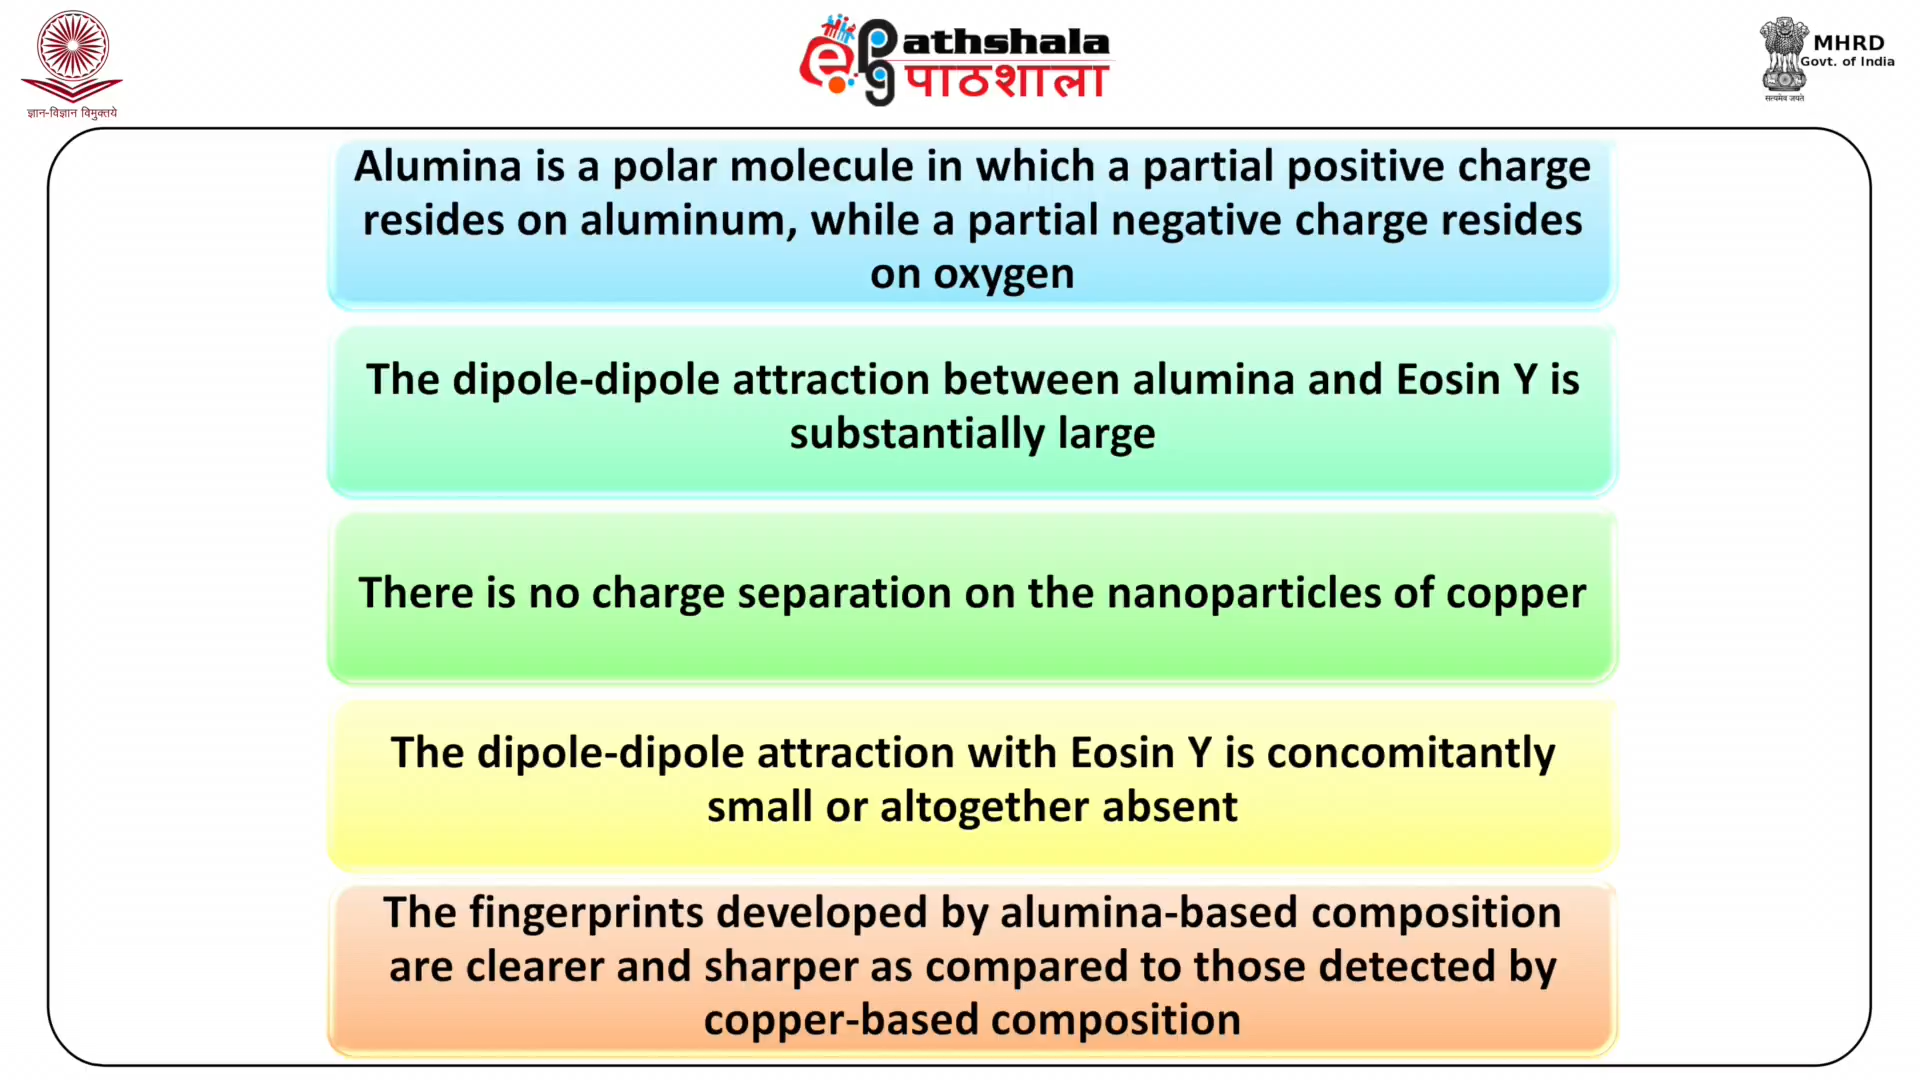 ज्ञान-विज्ञान विमुक्तये
e
PG
athshala
पाठशाला
MHRD
Govt. of India
सत्यमेव जयते
Alumina is a polar molecule in which a partial positive charge
resides on aluminum, while a partial negative charge resides
on oxygen
The dipole-dipole attraction between alumina and Eosin Y is
substantially large
There is no charge separation on the nanoparticles of copper
The dipole-dipole attraction with Eosin Y is concomitantly
small or altogether absent
The fingerprints developed by alumina-based composition
are clearer and sharper as compared to those detected by
copper-based composition